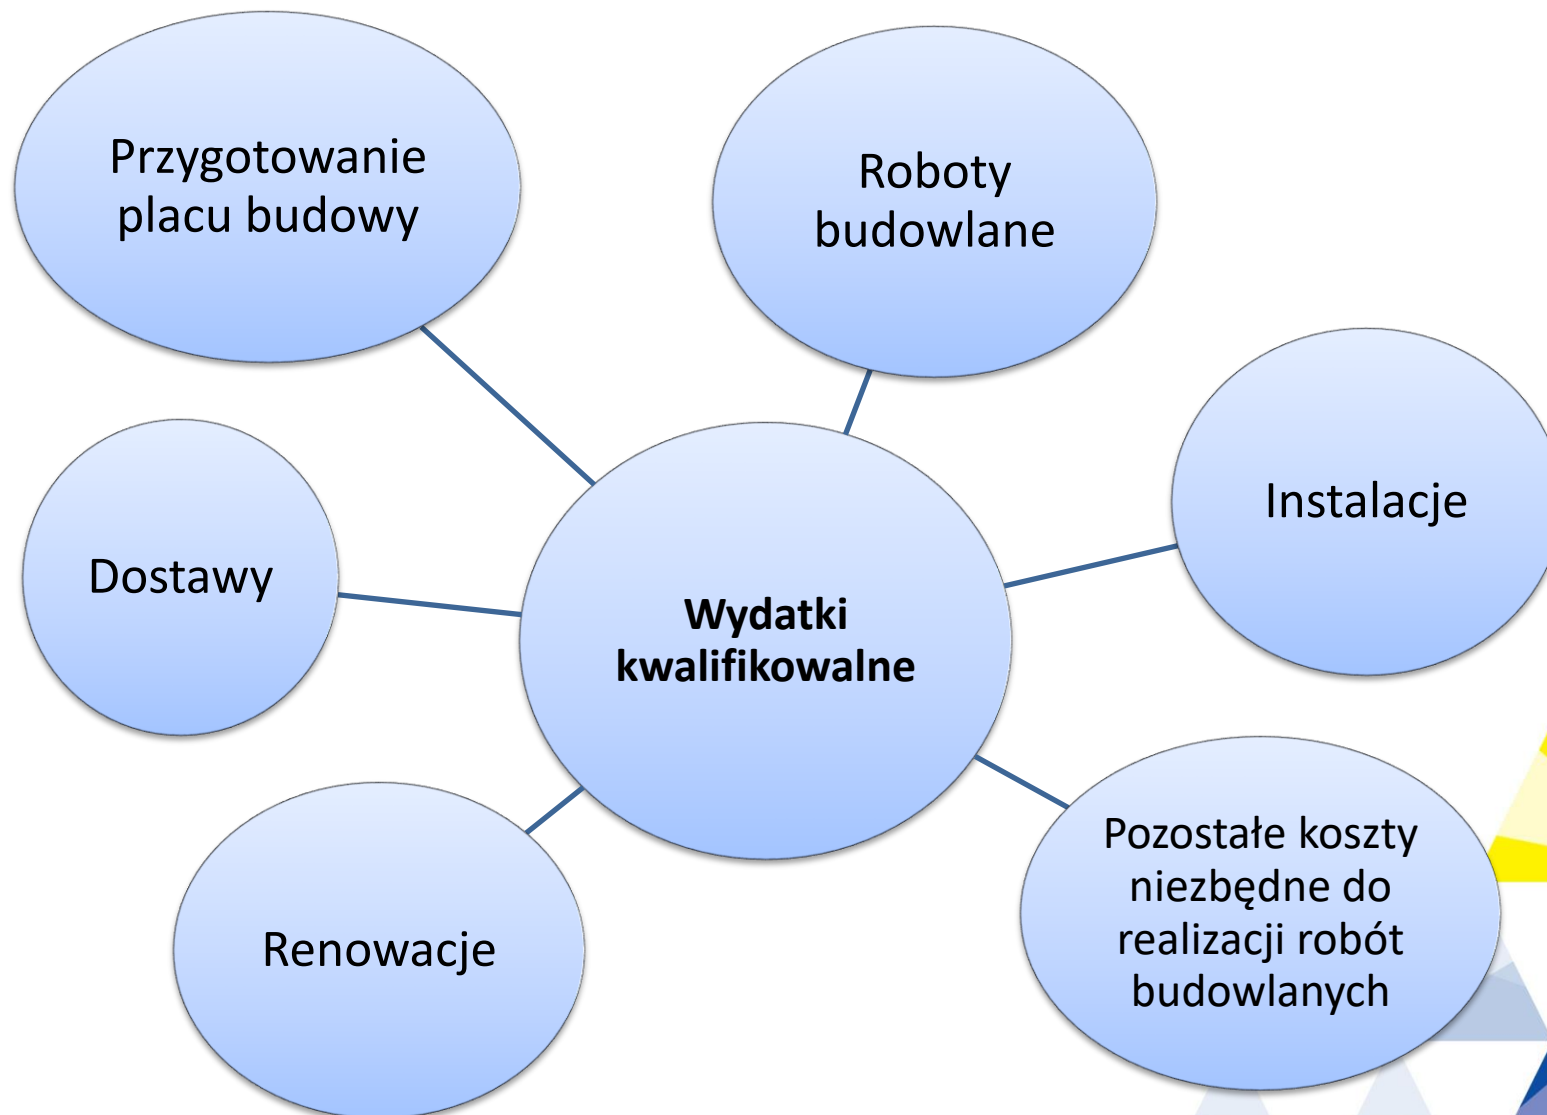 Przygotowanie
placu budowy
Roboty
budowlane
Instalacje
Dostawy
Wydatki
kwalifikowalne
Pozostałe koszty
niezbędne do
realizacji robót
budowlanych
Renowacje